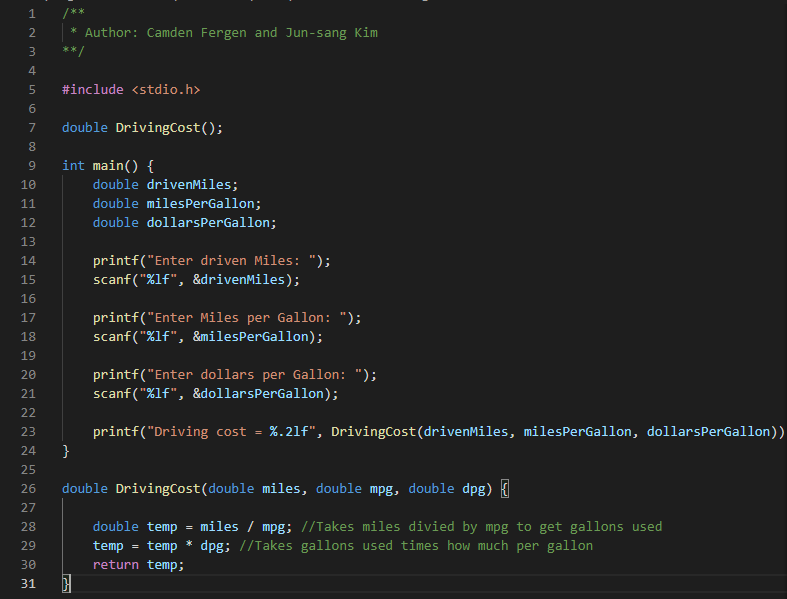 1 /**
2  * Author: Camden Fergen and Jun-sang Kim
3 **/
4
5 #include <stdio.h>
6
7 double DrivingCost();
8
9 int main() {
10     double drivenMiles;
11     double milesPerGallon;
12     double dollarsPerGallon;
13
14     printf("Enter driven Miles: ");
15     scanf("%lf", &drivenMiles);
16
17     printf("Enter Miles per Gallon: ");
18     scanf("%lf", &milesPerGallon);
19
20     printf("Enter dollars per Gallon: ");
21     scanf("%lf", &dollarsPerGallon);
22
23     printf("Driving cost = %.2lf", DrivingCost(drivenMiles, milesPerGallon, dollarsPerGallon))
24 }
25
26 double DrivingCost(double miles, double mpg, double dpg) {
27
28     double temp = miles / mpg; //Takes miles divied by mpg to get gallons used
29     temp = temp * dpg; //Takes gallons used times how much per gallon
30     return temp;
31 }